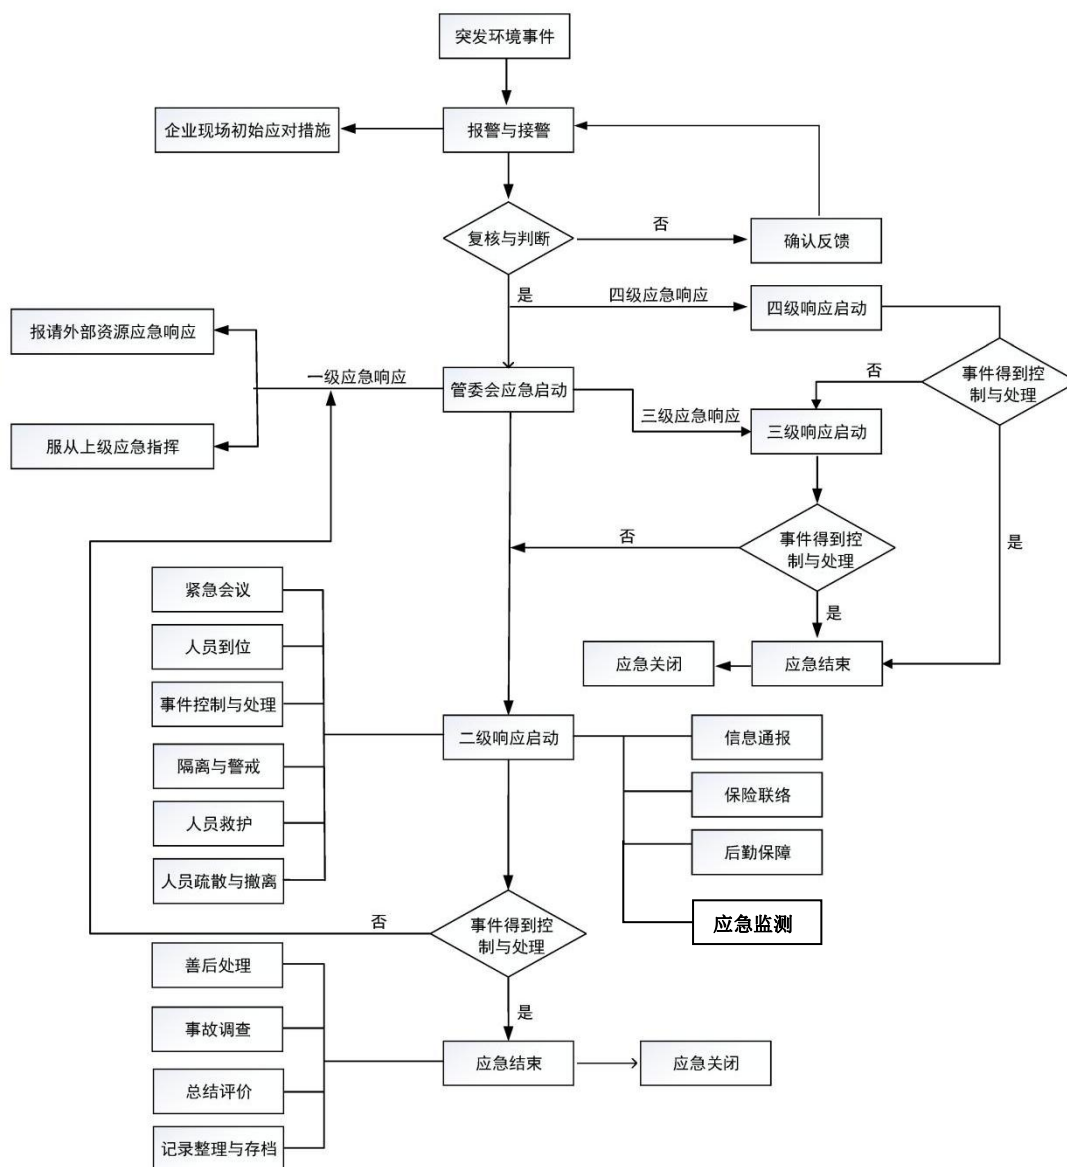 突发环境事件
企业现场初始应对措施
报警与接警
复核与判断
否
确认反馈
是
四级应急响应
四级响应启动
报请外部资源应急响应
一级应急响应
管委会应急启动
否
事件得到控
制与处理
三级应急响应
三级响应启动
服从上级应急指挥
否
事件得到控
制与处理
是
紧急会议
是
人员到位
应急关闭
应急结束
事件控制与处理
二级响应启动
信息通报
隔离与警戒
保险联络
人员救护
后勤保障
人员疏散与撤离
否
事件得到控
制与处理
应急监测
善后处理
是
事故调查
应急结束
应急关闭
总结评价
记录整理与存档